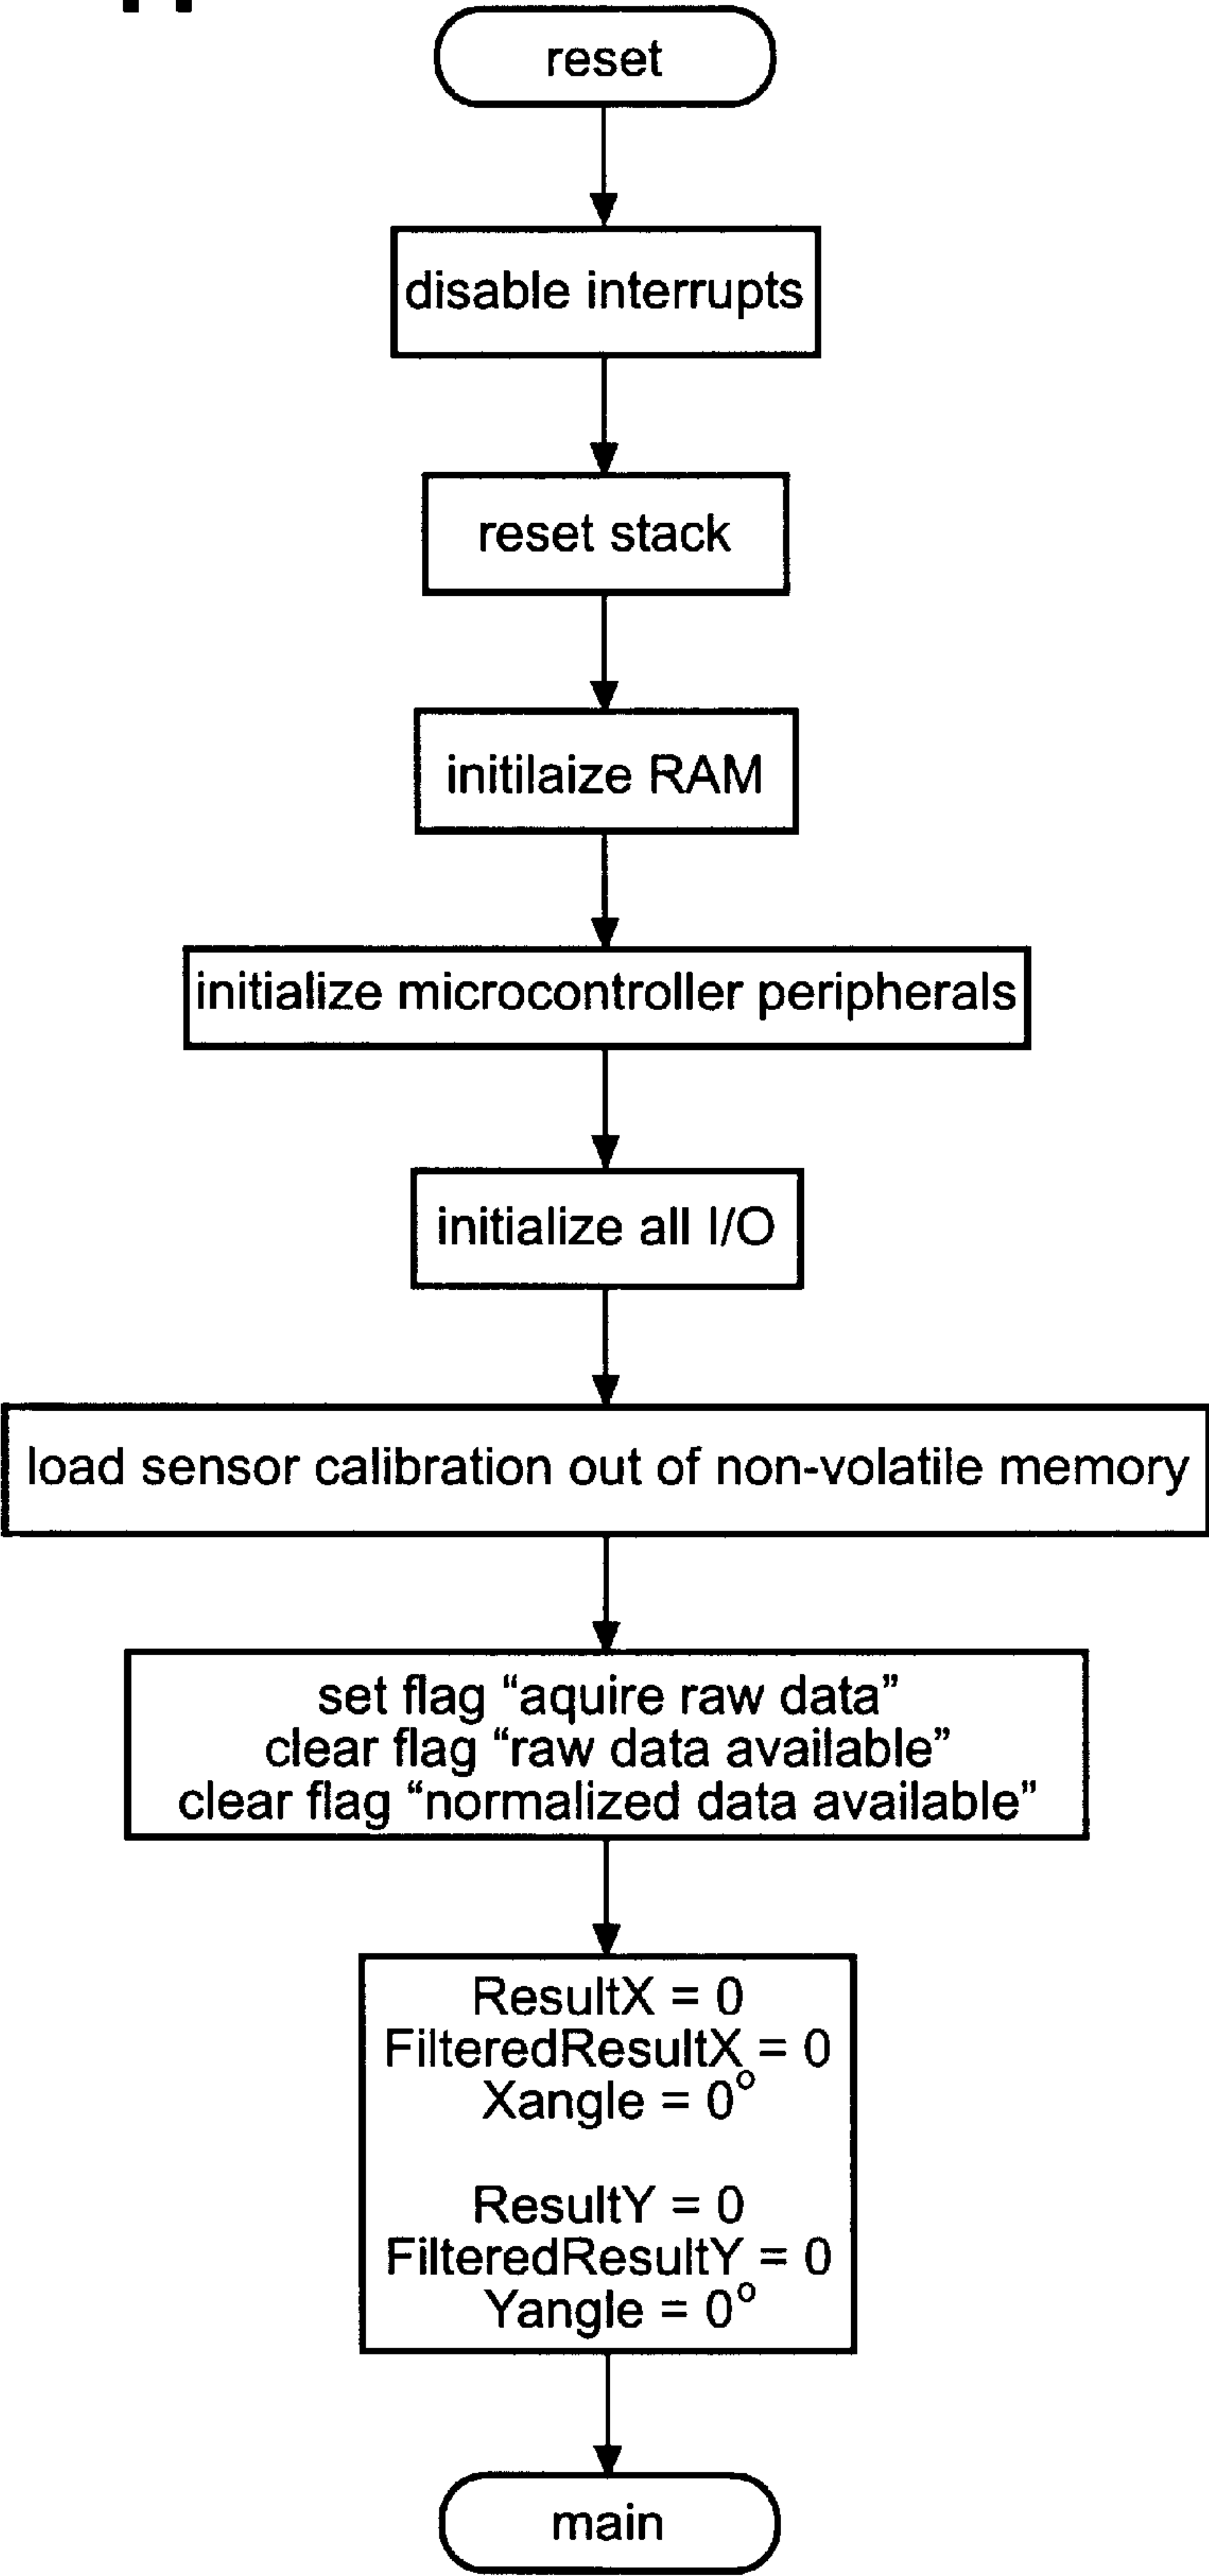 reset
disable interrupts
reset stack
initilaize RAM
initialize microcontroller peripherals
initialize all I/O
load sensor calibration out of non-volatile memory
set flag “aquire raw data”
clear flag “raw data available”
clear flag “normalized data available”
ResultX = 0
FilteredResultX = 0
Xangle = 0°
ResultY = 0
FilteredResultY = 0
Yangle = 0°
main